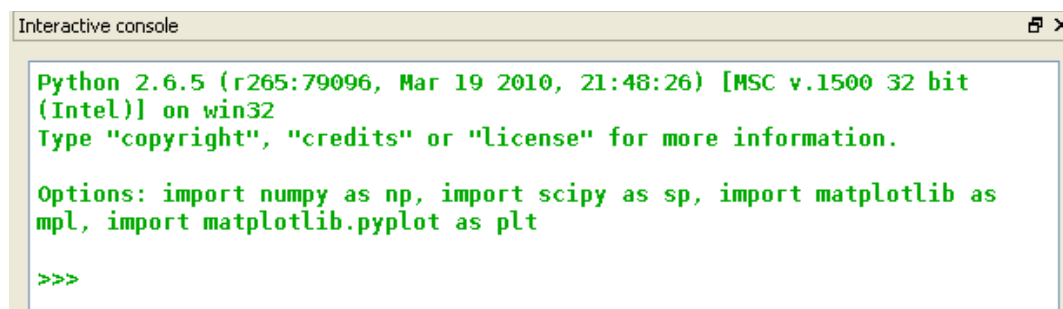 Interactive console
Python 2.6.5 (r265:79096, Mar 19 2010, 21:48:26) [MSC v.1500 32 bit
(Intel)] on win32
Type "copyright", "credits" or "license" for more information.
Options: import numpy as np, import scipy as sp, import matplotlib as
mpl, import matplotlib.pyplot as plt
>>>